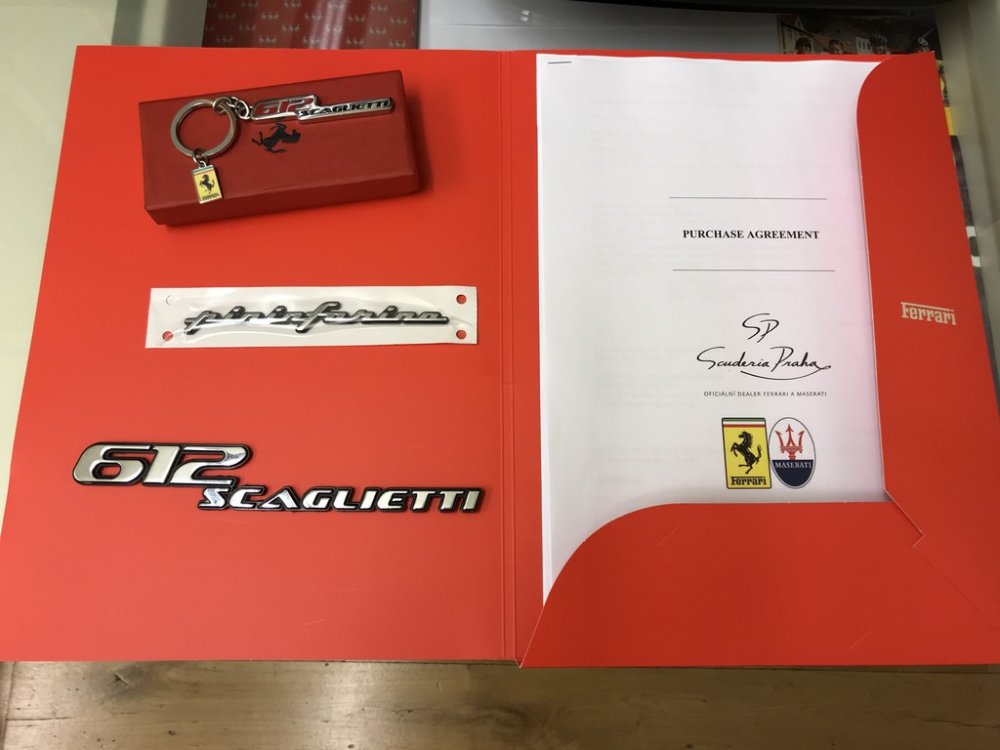 612
SCAGLIETTI
Ferrari
pininfarina
612
SCAGLIETTI
PURCHASE AGREEMENT
SP
Scuderia Praha
OFICIÁLNÍ DEALER FERRARI A MASERATI
Ferrari
MASERATI
Ferrari